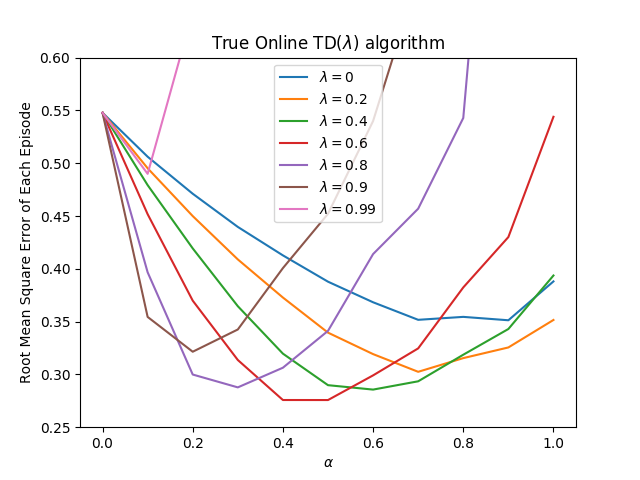 True Online TD(λ) algorithm
Root Mean Square Error of Each Episode
0.60
0.55
0.50
0.45
0.40
0.35
0.30
0.25
λ = 0
λ = 0.2
λ = 0.4
λ = 0.6
λ = 0.8
λ = 0.9
λ = 0.99
0.0 0.2 0.4 0.6 0.8 1.0
α